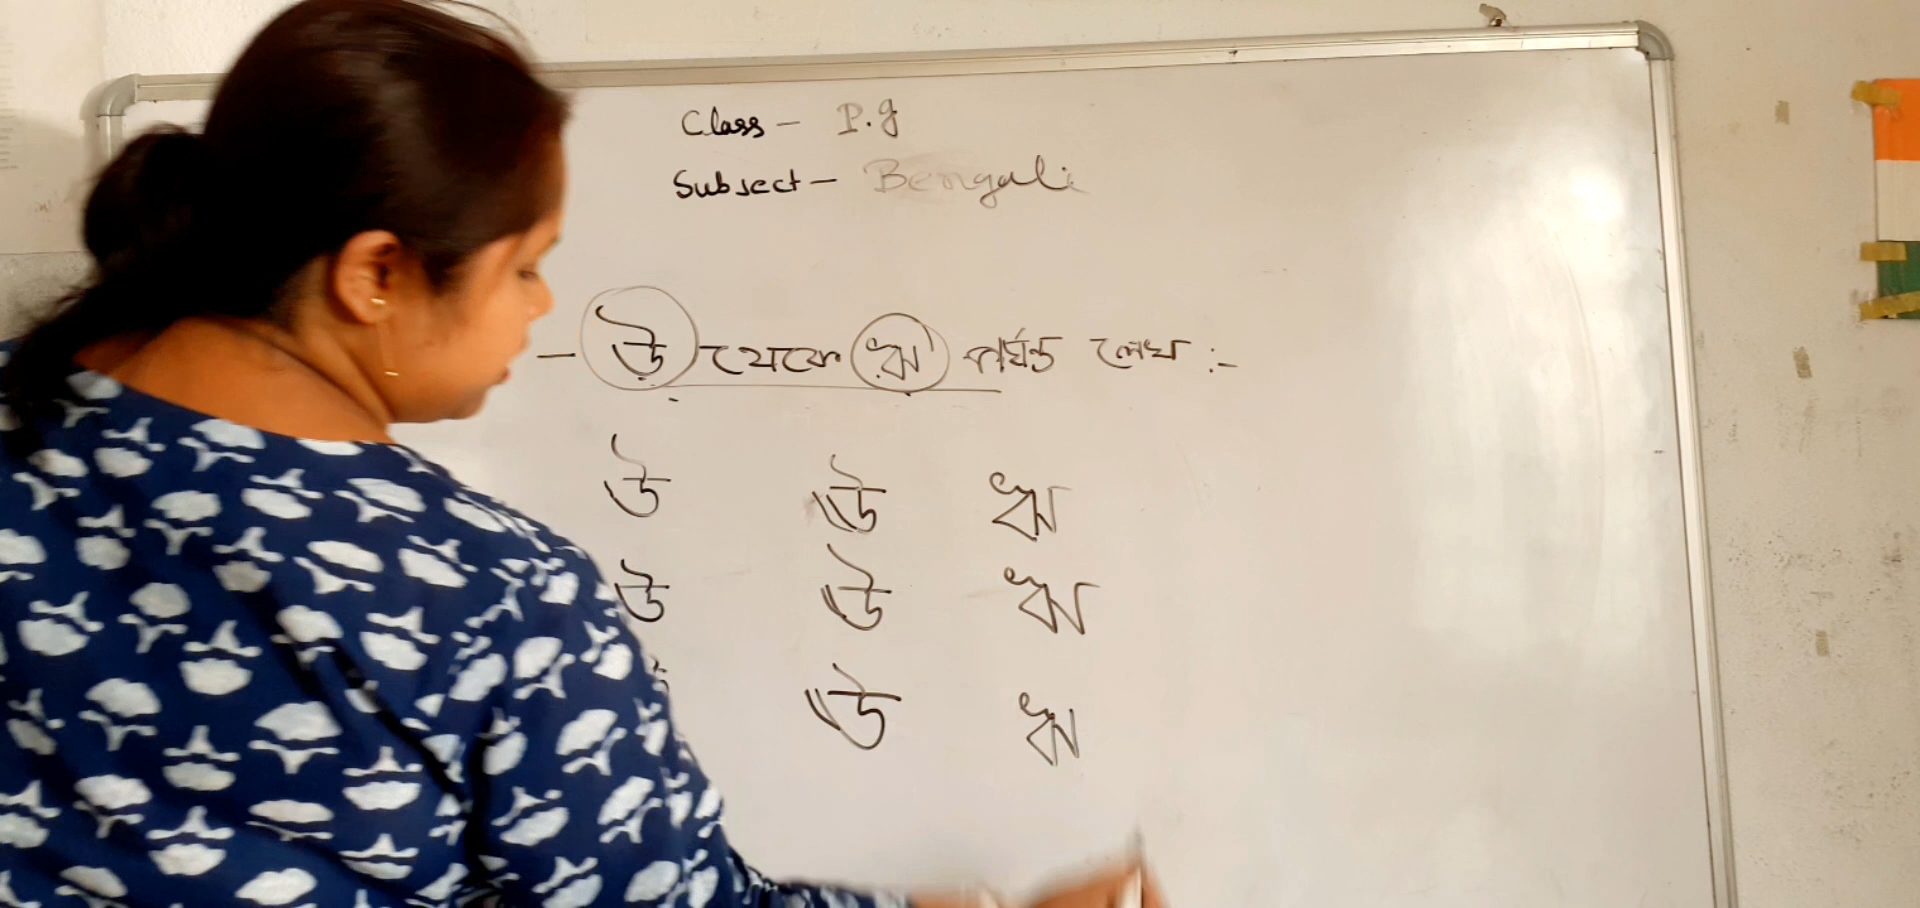 Class - P.g
Subject - Bengali
- উ থেকে ঋ পর্যন্ত লেখ :-
উ ঊ ঋ
উ ঊ ঋ
ঊ ঋ